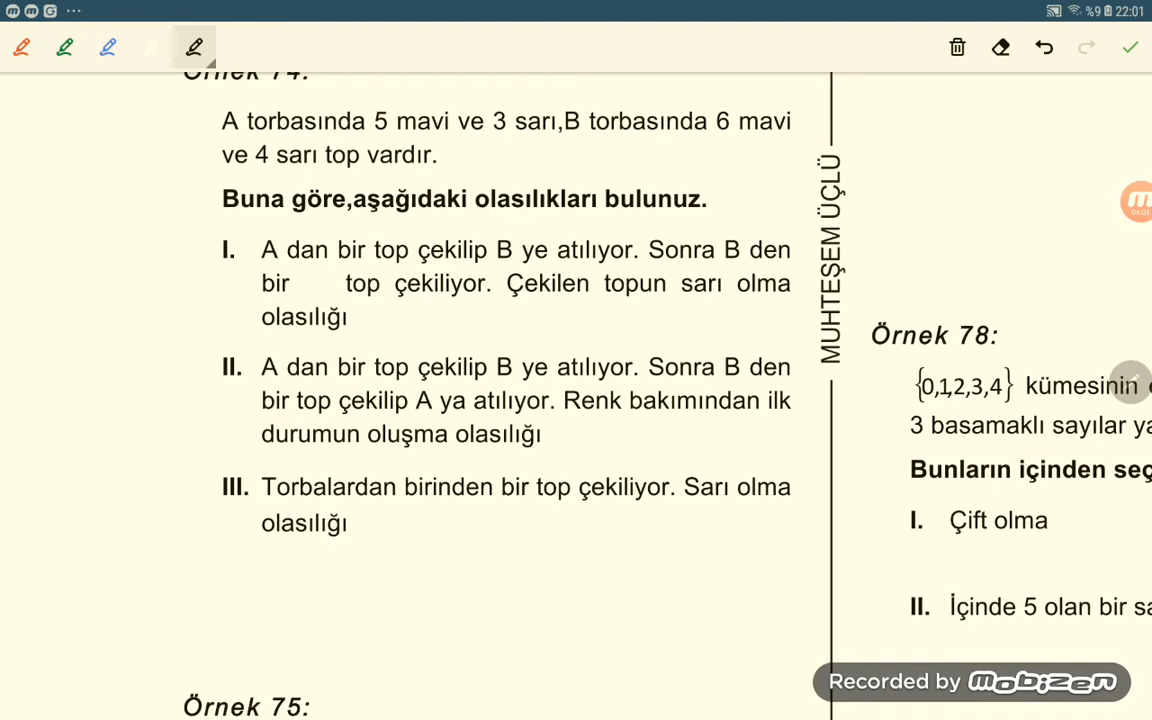 %9 22:01
Örnek 74:
A torbasında 5 mavi ve 3 sarı,B torbasında 6 mavi
ve 4 sarı top vardır.
Buna göre,aşağıdaki olasılıkları bulunuz.
I. A dan bir top çekilip B ye atılıyor. Sonra B den
bir top çekiliyor. Çekilen topun sarı olma
olasılığı
II. A dan bir top çekilip B ye atılıyor. Sonra B den
bir top çekilip A ya atılıyor. Renk bakımından ilk
durumun oluşma olasılığı
III. Torbalardan birinden bir top çekiliyor. Sarı olma
olasılığı
Örnek 75:
MUHTEŞEM ÜÇLÜ
04:03
Örnek 78:
{0,1,2,3,4} kümesinin e
3 basamaklı sayılar ya
Bunların içinden seç
I. Çift olma
II. İçinde 5 olan bir sa
Recorded by mobizen